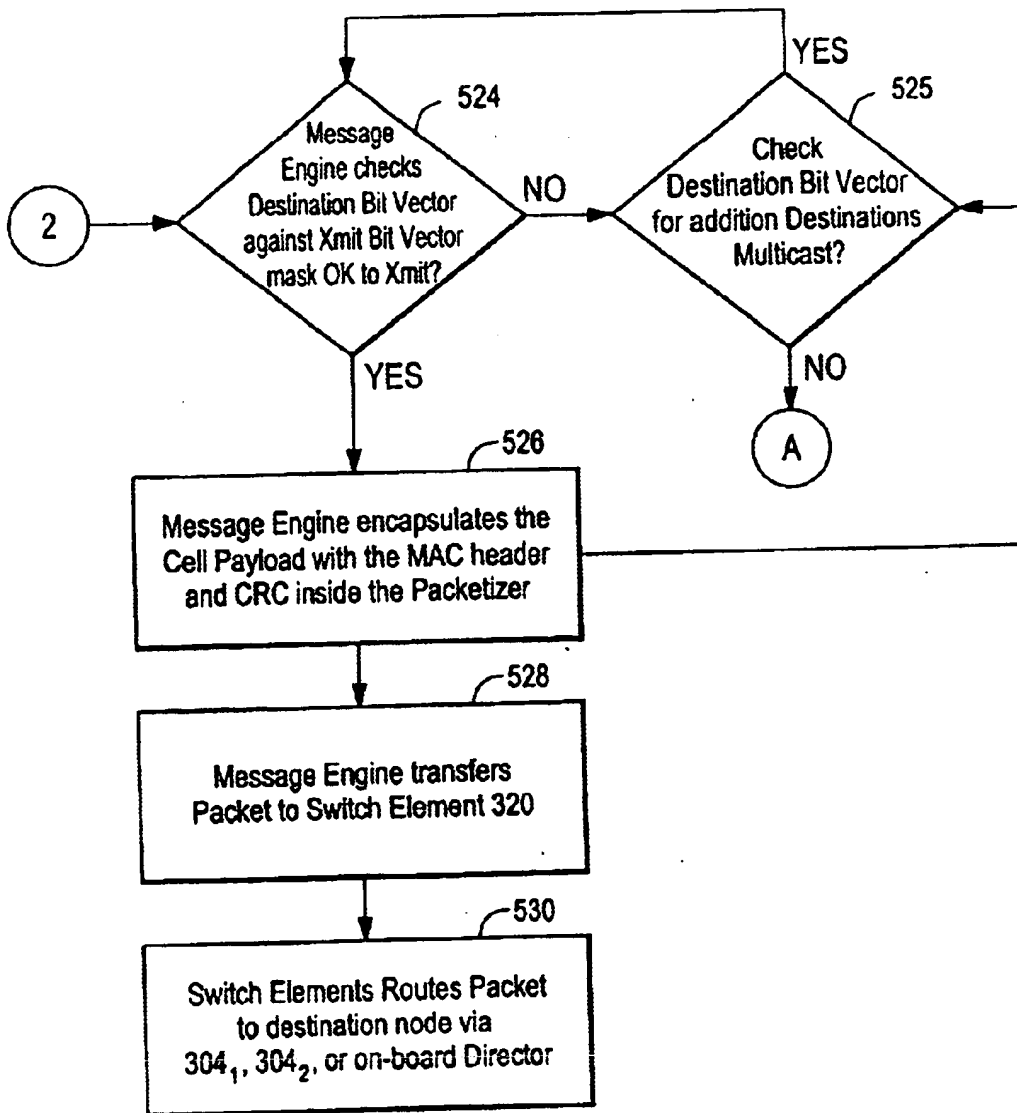 YES
524
525
Message
Engine checks
Destination Bit Vector
against Xmit Bit Vector
mask OK to Xmit?
Check
Destination Bit Vector
for addition Destinations
Multicast?
2
NO
YES
NO
A
526
Message Engine encapsulates the
Cell Payload with the MAC header
and CRC inside the Packetizer
528
Message Engine transfers
Packet to Switch Element 320
530
Switch Elements Routes Packet
to destination node via
304₁, 304₂, or on-board Director